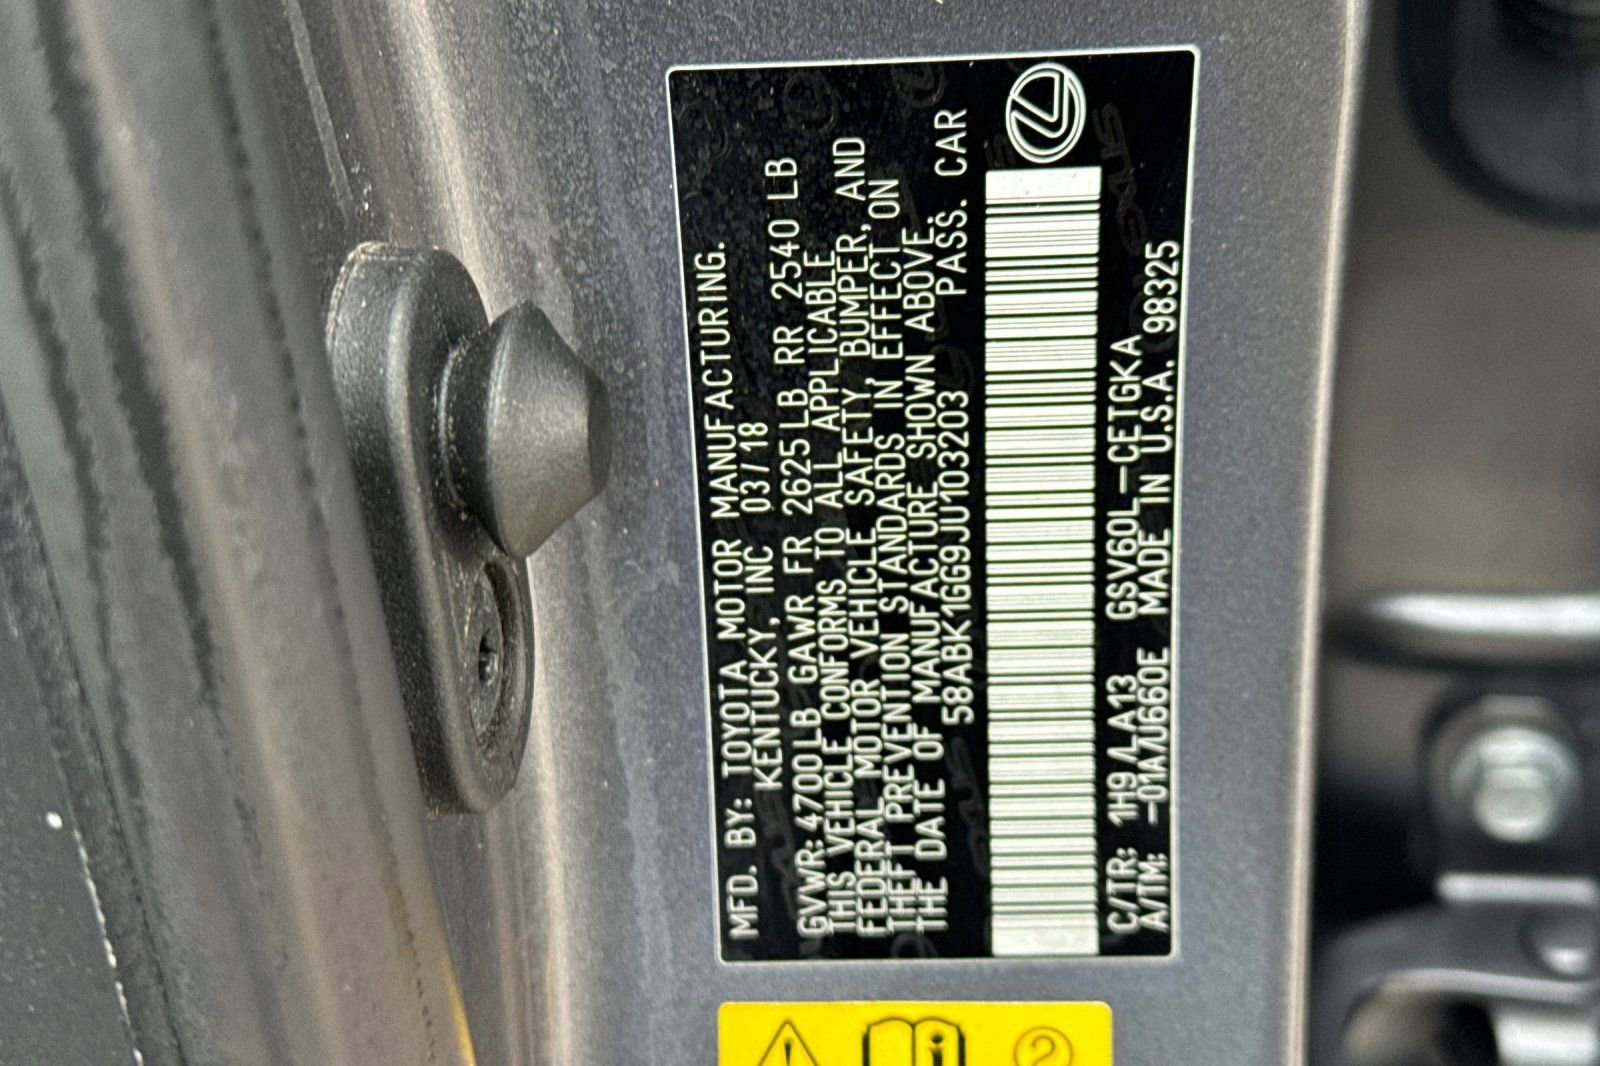 MFD. BY: TOYOTA MOTOR MANUFACTURING.
KENTUCKY, INC 03/18
GVWR: 4700LB GAWR FR 2625LB RR 2540LB
THIS VEHICLE CONFORMS TO ALL APPLICABLE
FEDERAL MOTOR VEHICLE SAFETY, BUMPER, AND
THEFT PREVENTION STANDARDS IN EFFECT ON
THE DATE OF MANUFACTURE SHOWN ABOVE.
58ABK1GG9JU103203 PASS. CAR
C/TR: 1H9/LA13 GSV60L-CETGKA
A/TM: -01A/U660E MADE IN U.S.A. 98325